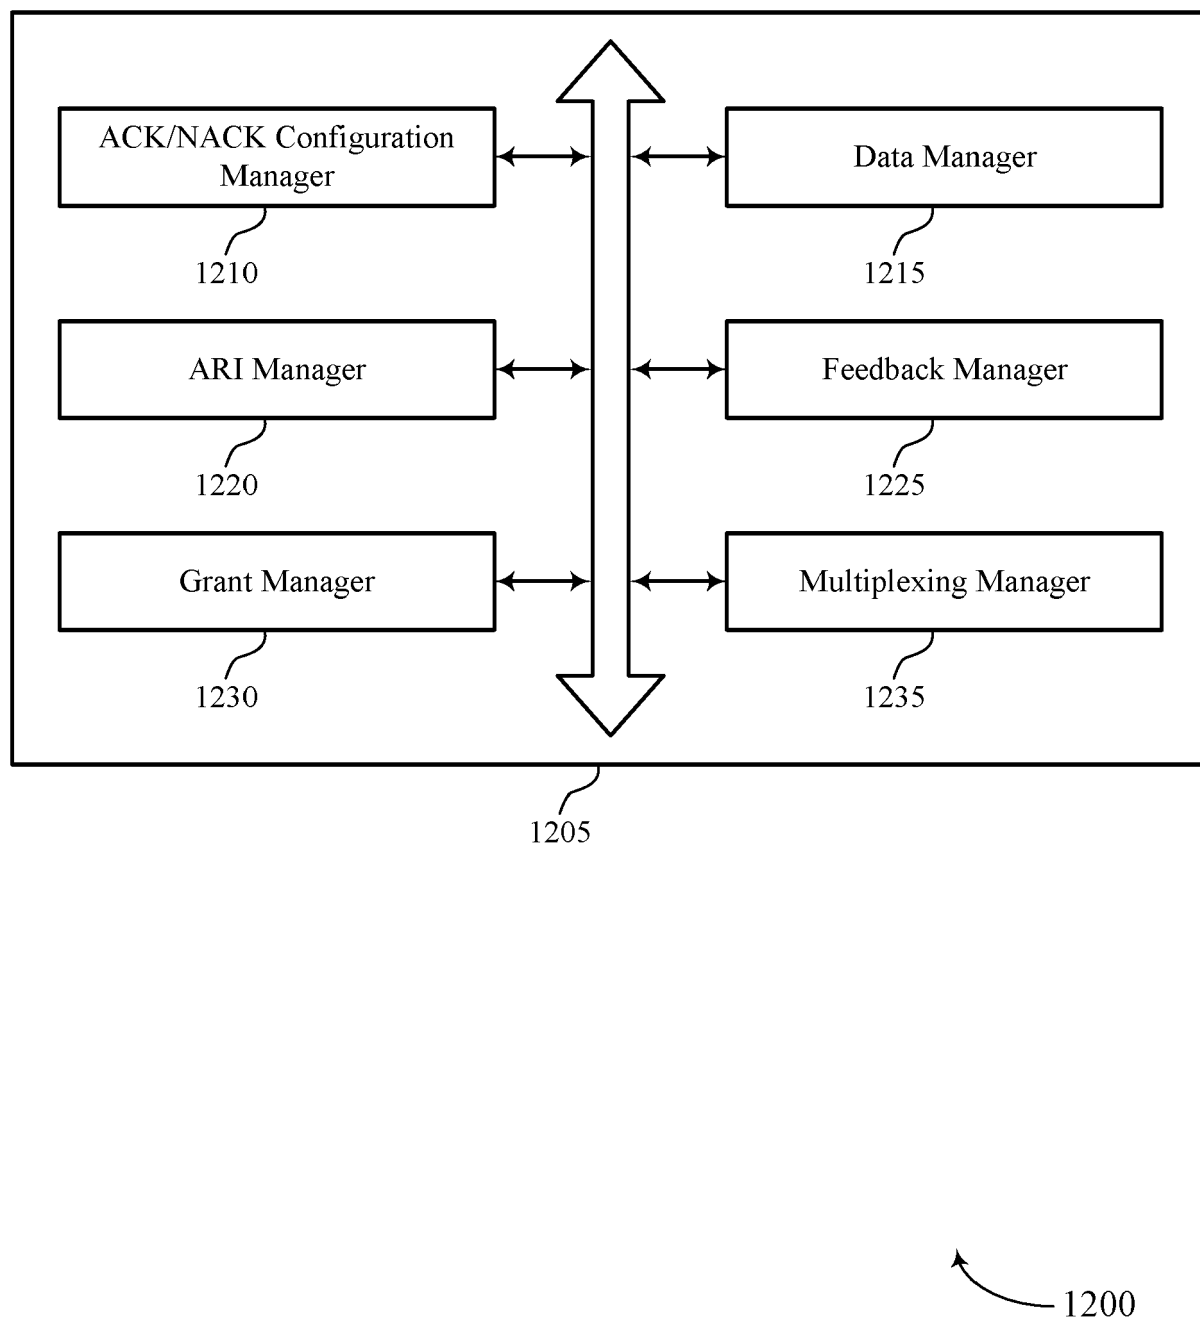 ACK/NACK Configuration
Manager
1210
Data Manager
1215
ARI Manager
1220
Feedback Manager
1225
Grant Manager
1230
Multiplexing Manager
1235
1205
1200